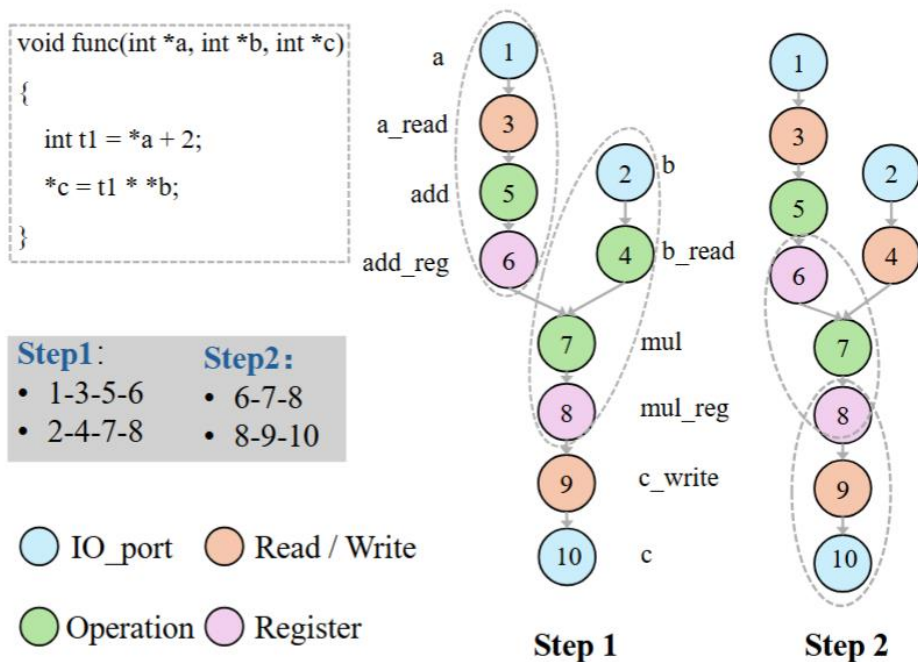 void func(int *a, int *b, int *c)
{
int t1 = *a + 2;
*c = t1 * *b;
}
Step1:
• 1-3-5-6
• 2-4-7-8
Step2:
• 6-7-8
• 8-9-10
IO_port
Read / Write
Operation
Register
a
1
a_read
3
add
5
add_reg
6
2
b
4
b_read
7
mul
8
mul_reg
9
c_write
10
c
Step 1
1
3
5
6
2
4
7
8
9
10
Step 2